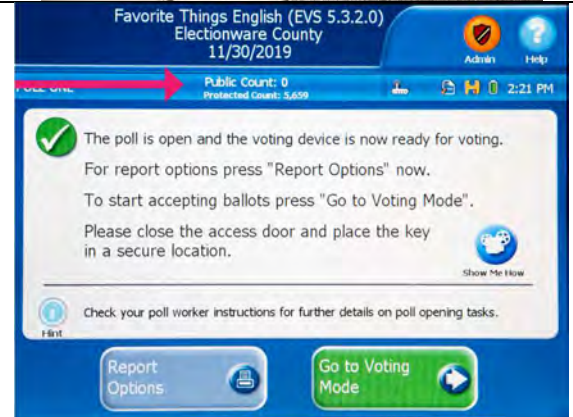 Favorite Things English (EVS 5.3.2.0)
Electionware County
11/30/2019
Admin
Help
Public Count: 0
Protected Count: 5,659
2:21 PM
The poll is open and the voting device is now ready for voting.
For report options press "Report Options" now.
To start accepting ballots press "Go to Voting Mode".
Please close the access door and place the key
in a secure location.
Show Me How
Hint
Check your poll worker instructions for further details on poll opening tasks.
Report
Options
Go to Voting
Mode